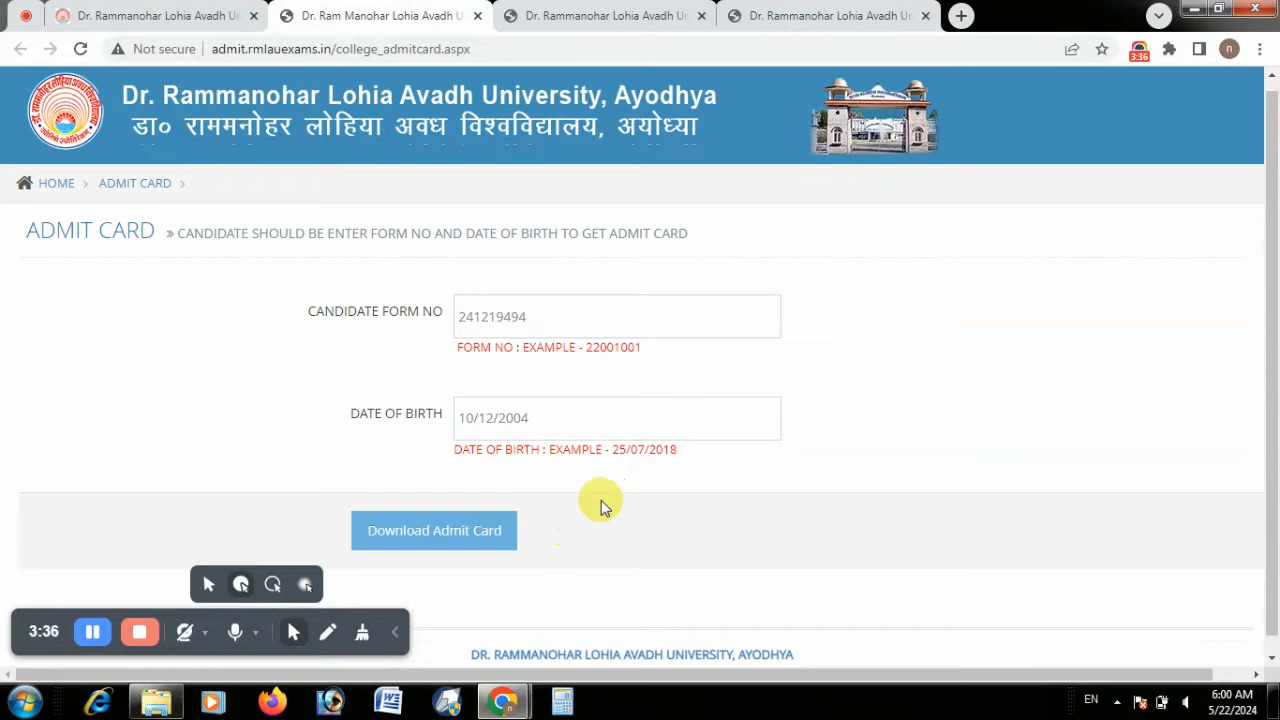 Dr. Rammanohar Lohia Avadh Un
Dr. Ram Manohar Lohia Avadh U
Dr.Rammanohar Lohia Avadh Un
Dr.Rammanohar Lohia Avadh Un
Not secure
admit.rmlauexams.in/college_admitcard.aspx
3:36
n
Dr. Rammanohar Lohia Avadh University, Ayodhya
डा० राममनोहर लोहिया अवध विश्वविद्यालय, अयोध्या
HOME
ADMIT CARD
ADMIT CARD » CANDIDATE SHOULD BE ENTER FORM NO AND DATE OF BIRTH TO GET ADMIT CARD
CANDIDATE FORM NO
241219494
FORM NO : EXAMPLE - 22001001
DATE OF BIRTH
10/12/2004
DATE OF BIRTH : EXAMPLE - 25/07/2018
Download Admit Card
3:36
DR. RAMMANOHAR LOHIA AVADH UNIVERSITY, AYODHYA
EN
6:00 AM
5/22/2024